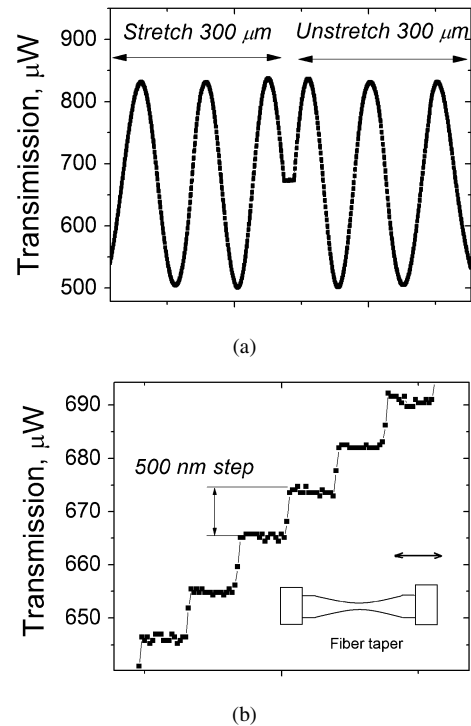 Stretch 300 μm
Unstretch 300 μm
Transimission, μW
900
800
700
600
500
(a)
Transmission, μW
690
680
670
660
650
500 nm step
Fiber taper
(b)